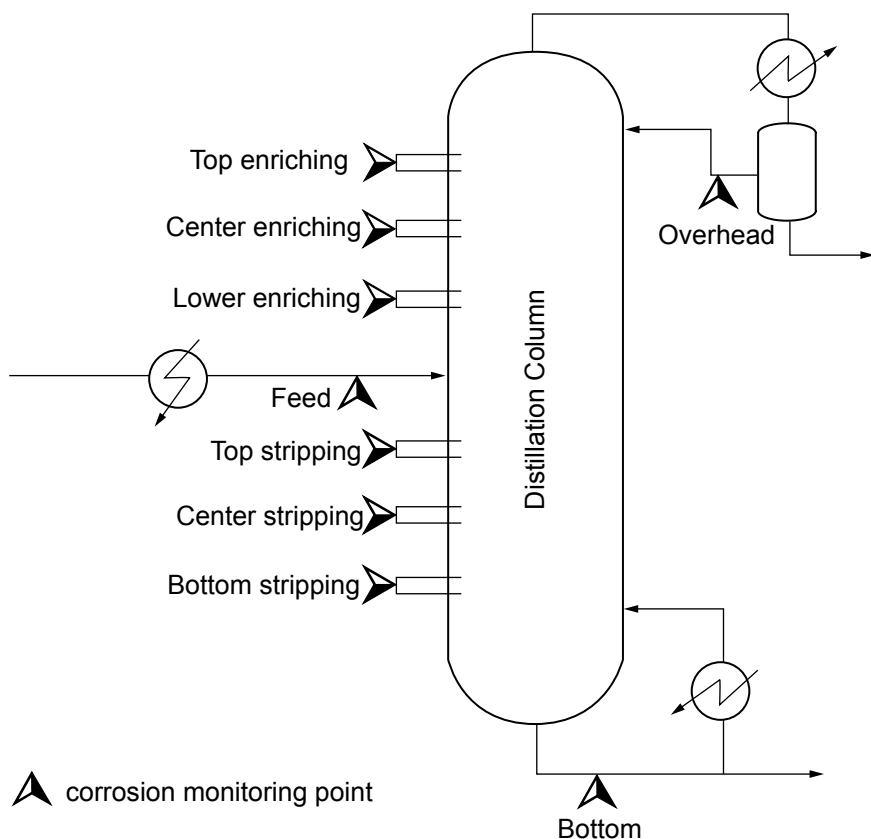 Top enriching
Center enriching
Overhead
Lower enriching
Distillation Column
Feed
Top stripping
Center stripping
Bottom stripping
corrosion monitoring point
Bottom